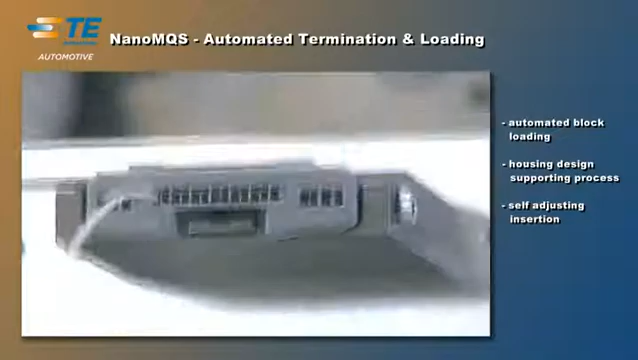 TE
AUTOMOTIVE
NanoMQS - Automated Termination & Loading
- automated block
loading
- housing design
supporting process
- self adjusting
insertion